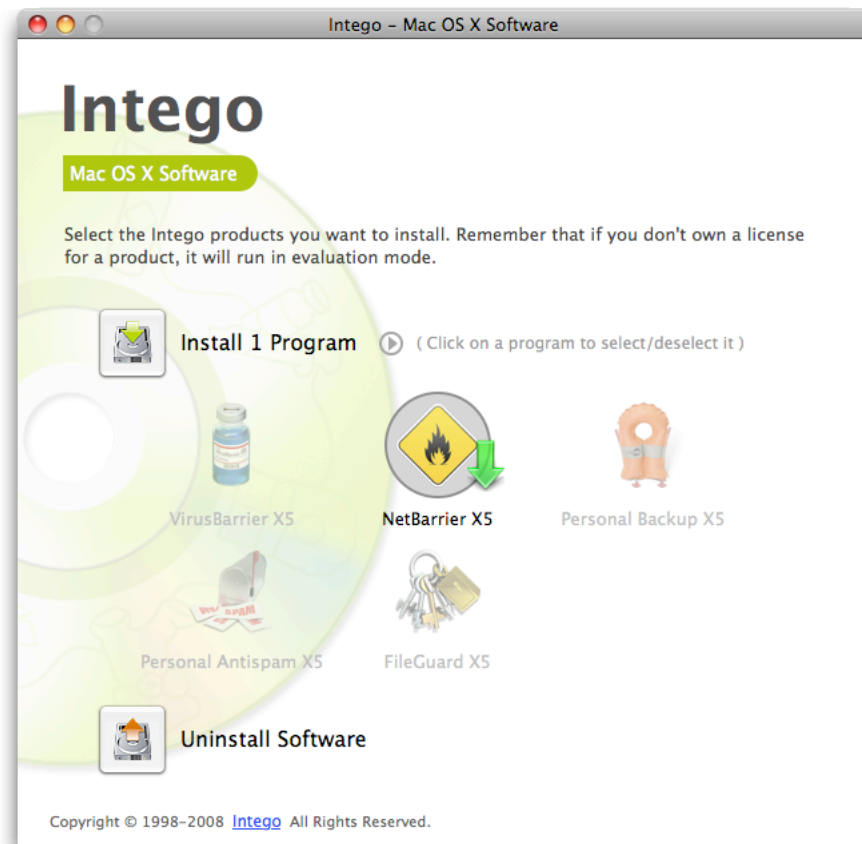 Intego – Mac OS X Software
Intego
Mac OS X Software
Select the Intego products you want to install. Remember that if you don't own a license
for a product, it will run in evaluation mode.
Install 1 Program ( Click on a program to select/deselect it )
VirusBarrier X5 NetBarrier X5 Personal Backup X5
SPAM
Personal Antispam X5 FileGuard X5
Uninstall Software
Copyright © 1998–2008 Intego All Rights Reserved.